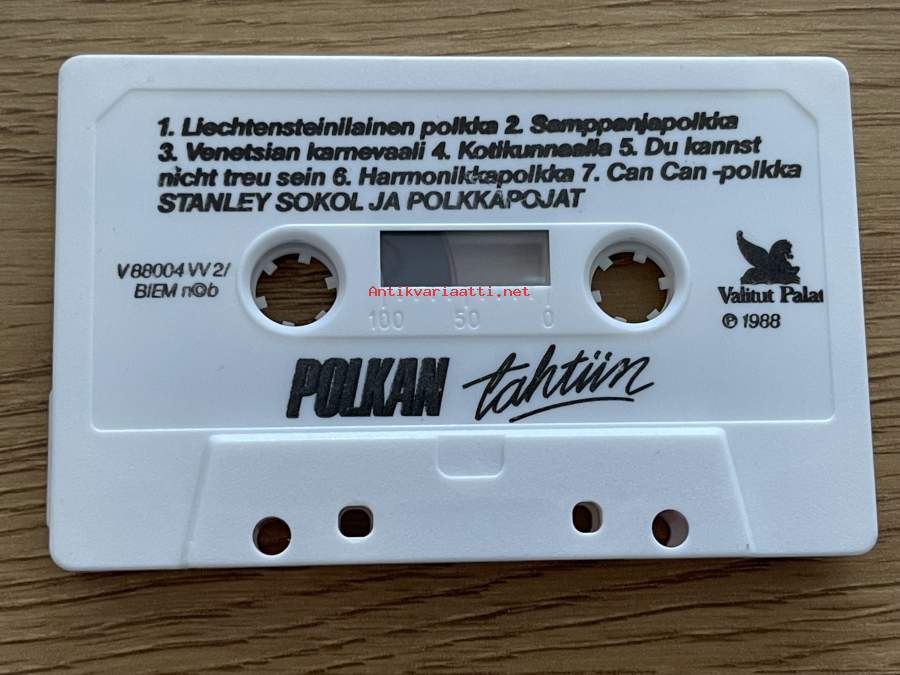 1. Liechtensteinilainen polkka 2. Samppanjapolkka
3. Venetsian karnevaali 4. Kotikunnaalla 5. Du kannst
nicht treu sein 6. Harmonikkapolkka 7. Can Can -polkka
STANLEY SOKOL JA POLKKAPOJAT
V 88004 VV 2/
BIEM n©b
Antikvariaatti.net
100 50 0
Valitut Palat
℗ 1988
POLKAN tahtiin